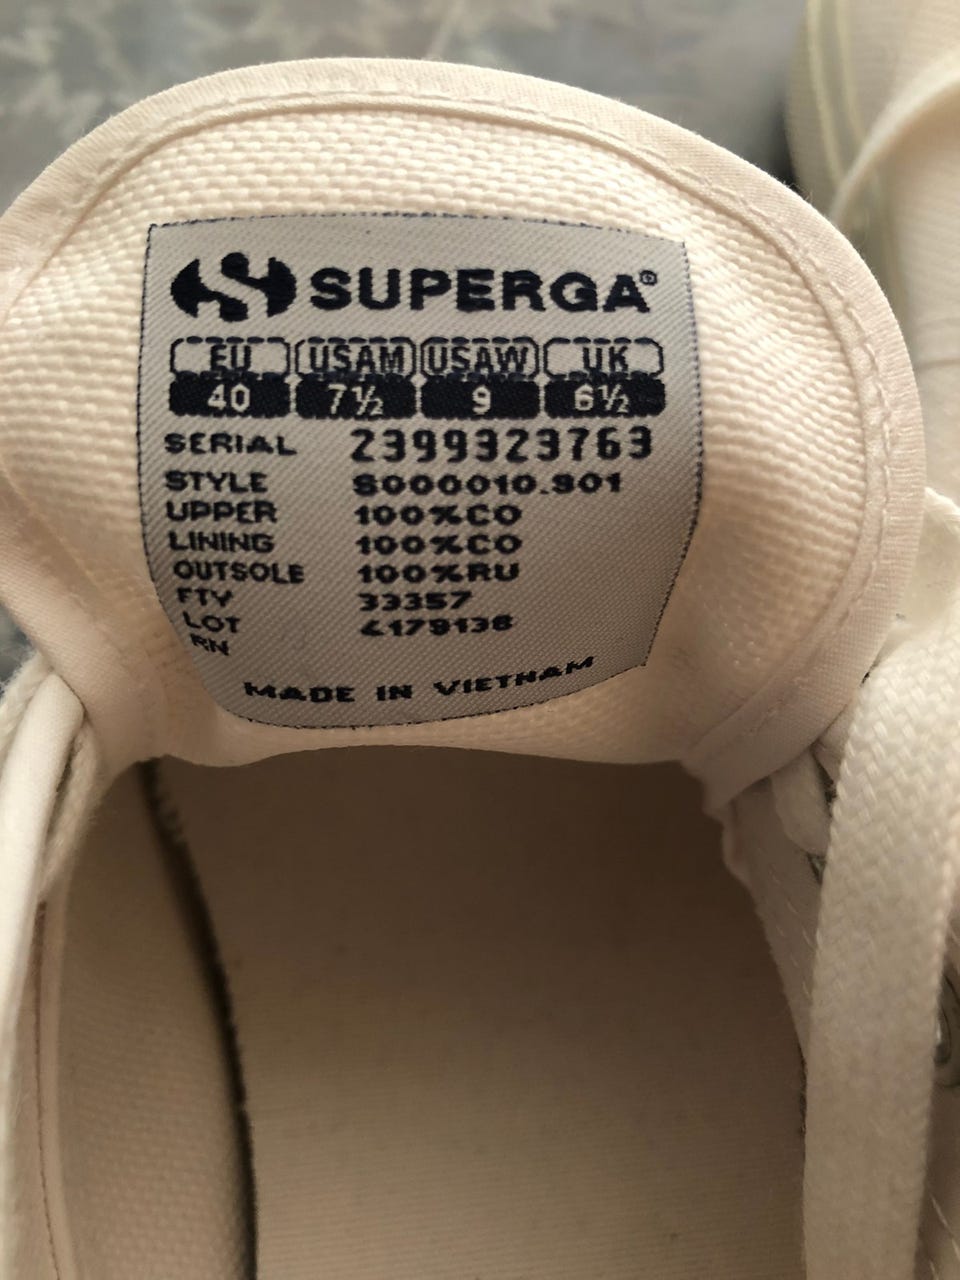 SUPERGA®
EU USAM USAW UK
40 7½ 9 6½
SERIAL 2399323763
STYLE S000010.901
UPPER 100%CO
LINING 100%CO
OUTSOLE 100%RU
FTY 33357
LOT 4179138
RN
MADE IN VIETNAM